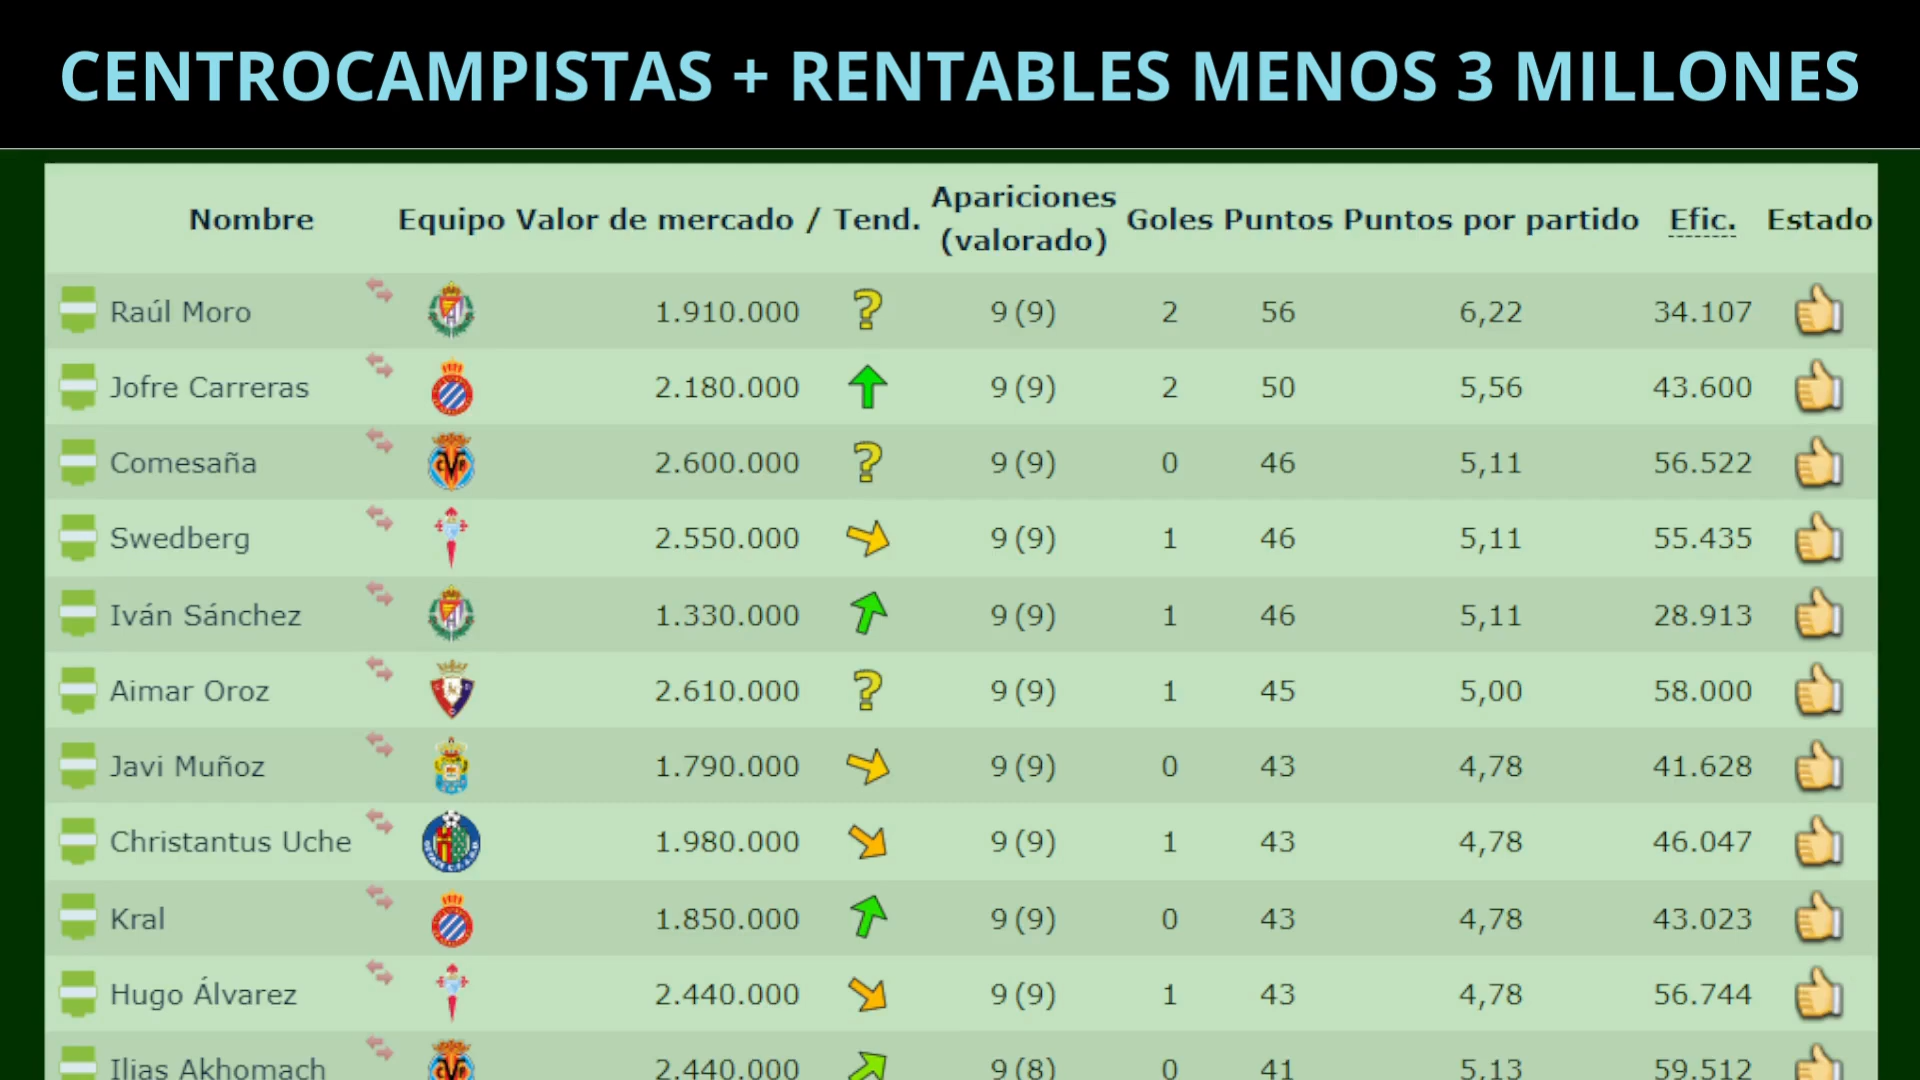 CENTROCAMPISTAS + RENTABLES MENOS 3 MILLONES
Nombre Equipo Valor de mercado / Tend. Apariciones (valorado) Goles Puntos Puntos por partido Efic. Estado
Raúl Moro 1.910.000 ? 9 (9) 2 56 6,22 34.107
Jofre Carreras 2.180.000 9 (9) 2 50 5,56 43.600
Comesaña 2.600.000 ? 9 (9) 0 46 5,11 56.522
Swedberg 2.550.000 9 (9) 1 46 5,11 55.435
Iván Sánchez 1.330.000 9 (9) 1 46 5,11 28.913
Aimar Oroz 2.610.000 ? 9 (9) 1 45 5,00 58.000
Javi Muñoz 1.790.000 9 (9) 0 43 4,78 41.628
Christantus Uche 1.980.000 9 (9) 1 43 4,78 46.047
Kral 1.850.000 9 (9) 0 43 4,78 43.023
Hugo Álvarez 2.440.000 9 (9) 1 43 4,78 56.744
Ilias Akhomach 2.440.000 9 (8) 0 41 5,13 59.512